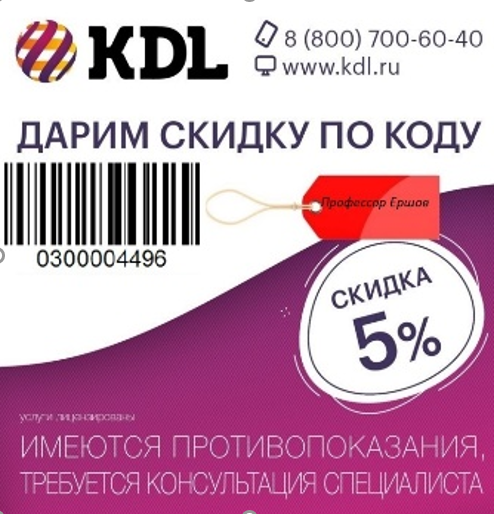 KDL
8 (800) 700-60-40
www.kdl.ru
ДАРИМ СКИДКУ ПО КОДУ
Профессор Ершов
0300004496
СКИДКА
5%
услуги лицензированы
ИМЕЮТСЯ ПРОТИВОПОКАЗАНИЯ,
ТРЕБУЕТСЯ КОНСУЛЬТАЦИЯ СПЕЦИАЛИСТА